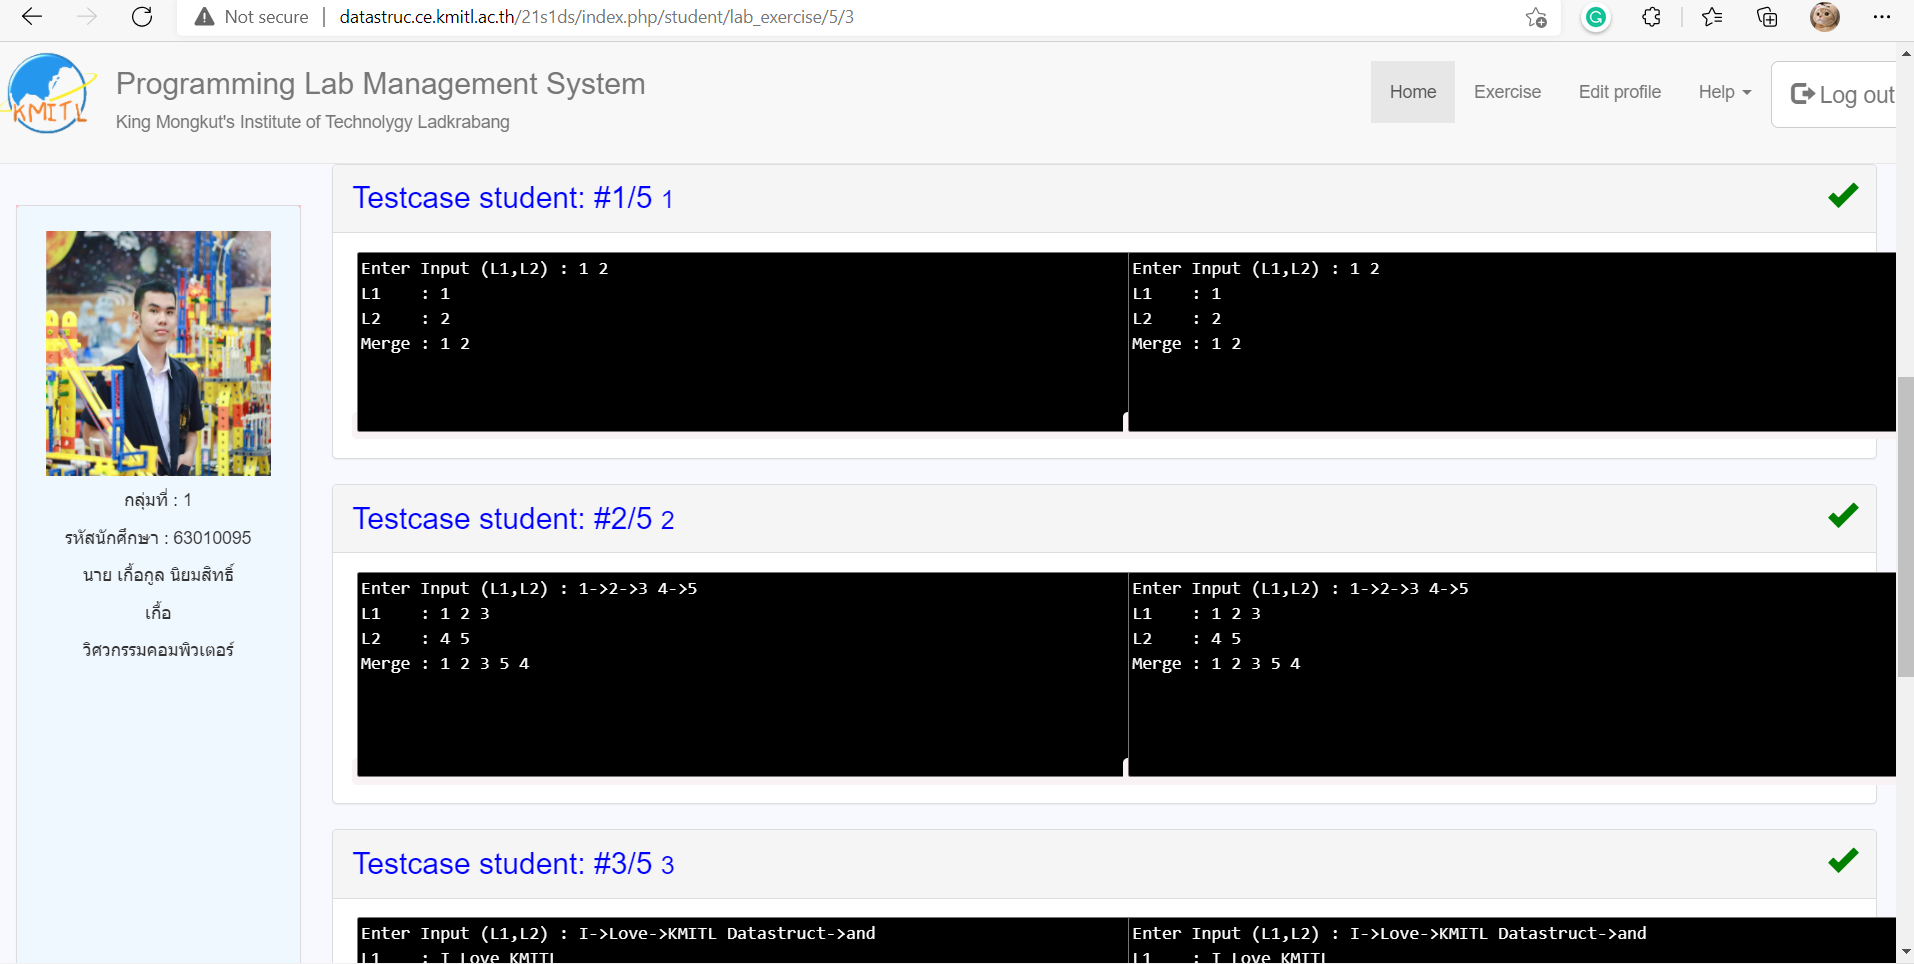 Not secure | datastruc.ce.kmitl.ac.th/21s1ds/index.php/student/lab_exercise/5/3
KMITL
Programming Lab Management System
King Mongkut's Institute of Technolygy Ladkrabang
Home Exercise Edit profile Help Log out
กลุ่มที่ : 1
รหัสนักศึกษา : 63010095
นาย เกื้อกูล นิยมสิทธิ์
เกื้อ
วิศวกรรมคอมพิวเตอร์
Testcase student: #1/5 1
Enter Input (L1,L2) : 1 2
L1    : 1
L2    : 2
Merge : 1 2
Enter Input (L1,L2) : 1 2
L1    : 1
L2    : 2
Merge : 1 2
Testcase student: #2/5 2
Enter Input (L1,L2) : 1->2->3 4->5
L1    : 1 2 3
L2    : 4 5
Merge : 1 2 3 5 4
Enter Input (L1,L2) : 1->2->3 4->5
L1    : 1 2 3
L2    : 4 5
Merge : 1 2 3 5 4
Testcase student: #3/5 3
Enter Input (L1,L2) : I->Love->KMITL Datastruct->and
L1    : I Love KMITL
Enter Input (L1,L2) : I->Love->KMITL Datastruct->and
L1    : I Love KMITL